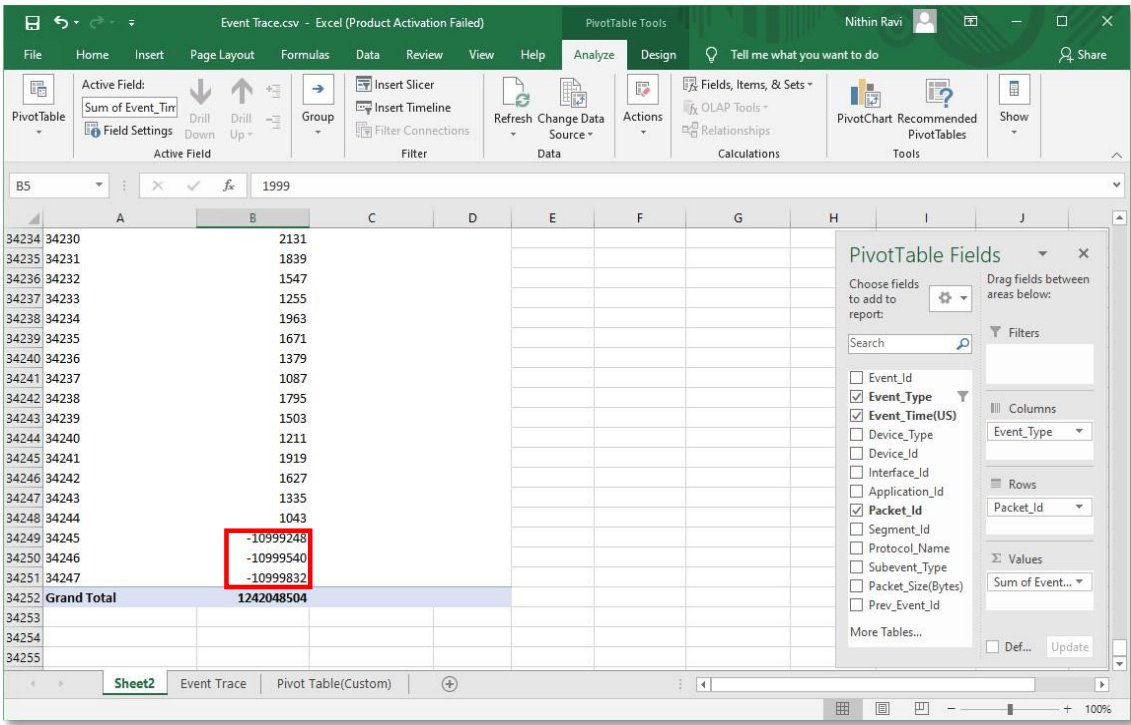 Event Trace.csv - Excel (Product Activation Failed)
PivotTable Tools
Nithin Ravi
File Home Insert Page Layout Formulas Data Review View Help Analyze Design Tell me what you want to do Share
PivotTable
Active Field:
Sum of Event_Tim
Field Settings
Drill Down
Drill Up
Active Field
Group
Insert Slicer
Insert Timeline
Filter Connections
Filter
Refresh
Change Data Source
Data
Actions
Fields, Items, & Sets
OLAP Tools
Relationships
Calculations
PivotChart
Recommended PivotTables
Tools
Show
B5 fx 1999
A B C D E F G H I J
34234 34230 2131
34235 34231 1839
34236 34232 1547
34237 34233 1255
34238 34234 1963
34239 34235 1671
34240 34236 1379
34241 34237 1087
34242 34238 1795
34243 34239 1503
34244 34240 1211
34245 34241 1919
34246 34242 1627
34247 34243 1335
34248 34244 1043
34249 34245 -10999248
34250 34246 -10999540
34251 34247 -10999832
34252 Grand Total 1242048504
34253
34254
34255
PivotTable Fields
Choose fields
to add to
report:
Search
Event_Id
Event_Type
Event_Time(US)
Device_Type
Device_Id
Interface_Id
Application_Id
Packet_Id
Segment_Id
Protocol_Name
Subevent_Type
Packet_Size(Bytes)
Prev_Event_Id
More Tables...
Drag fields between
areas below:
Filters
Columns
Event_Type
Rows
Packet_Id
Σ Values
Sum of Event...
Def... Update
Sheet2 Event Trace Pivot Table(Custom)
100%